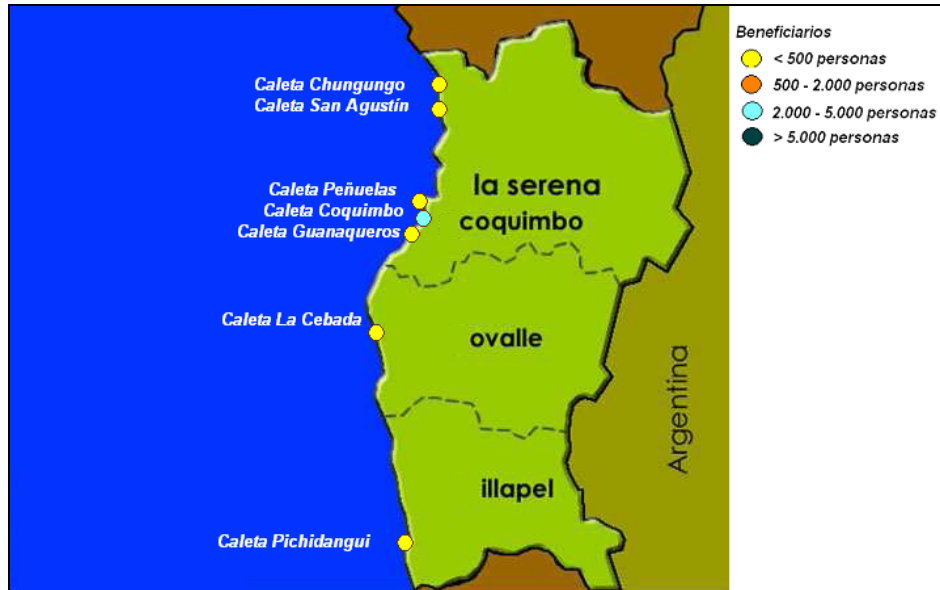 Beneficiarios
< 500 personas
500 - 2.000 personas
2.000 - 5.000 personas
> 5.000 personas
Caleta Chungungo
Caleta San Agustín
Caleta Peñuelas
Caleta Coquimbo
Caleta Guanaqueros
la serena
coquimbo
Caleta La Cebada
ovalle
Argentina
illapel
Caleta Pichidangui